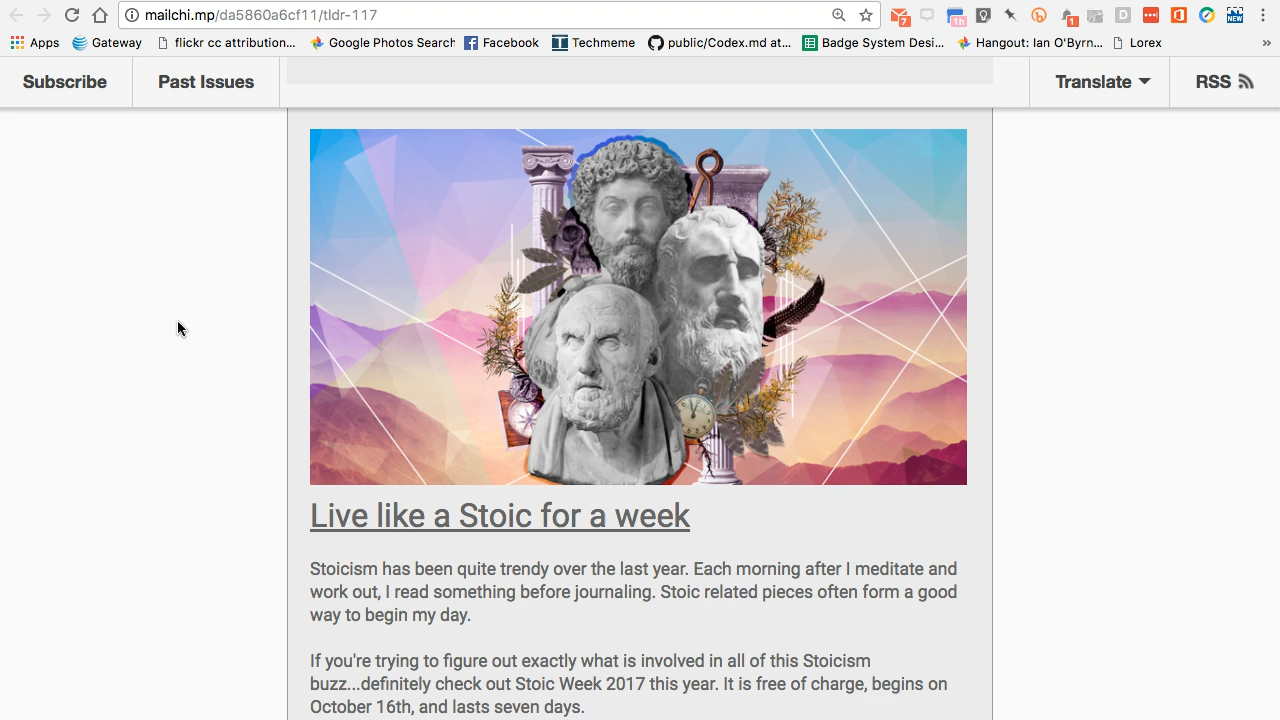 mailchi.mp/da5860a6cf11/tldr-117
7
1h
1
D
NEW
Apps
Gateway
flickr cc attribution...
Google Photos Search
Facebook
Techmeme
public/Codex.md at...
Badge System Desi...
Hangout: Ian O'Byrn...
Lorex
»
Subscribe
Past Issues
Translate
RSS
Live like a Stoic for a week
Stoicism has been quite trendy over the last year. Each morning after I meditate and
work out, I read something before journaling. Stoic related pieces often form a good
way to begin my day.
If you're trying to figure out exactly what is involved in all of this Stoicism
buzz...definitely check out Stoic Week 2017 this year. It is free of charge, begins on
October 16th, and lasts seven days.